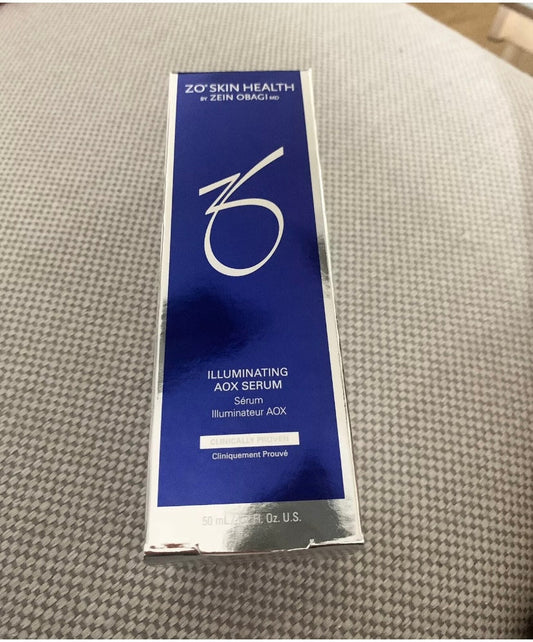 ZO® SKIN HEALTH
BY ZEIN OBAGI MD
ILLUMINATING
AOX SERUM
Sérum
Illuminateur AOX
CLINICALLY PROVEN
Cliniquement Prouvé
50 mL Fl. Oz. U.S.